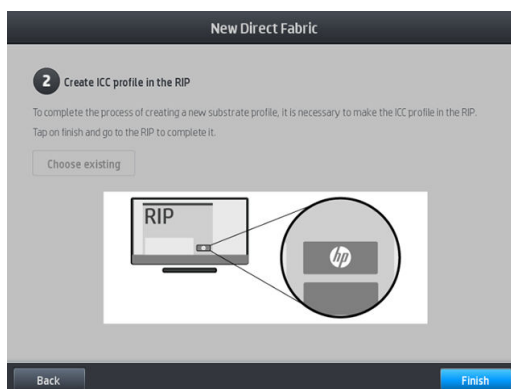 New Direct Fabric
2 Create ICC profile in the RIP
To complete the process of creating a new substrate profile, it is necessary to make the ICC profile in the RIP.
Tap on finish and go to the RIP to complete it.
Choose existing
RIP
hp
Back
Finish